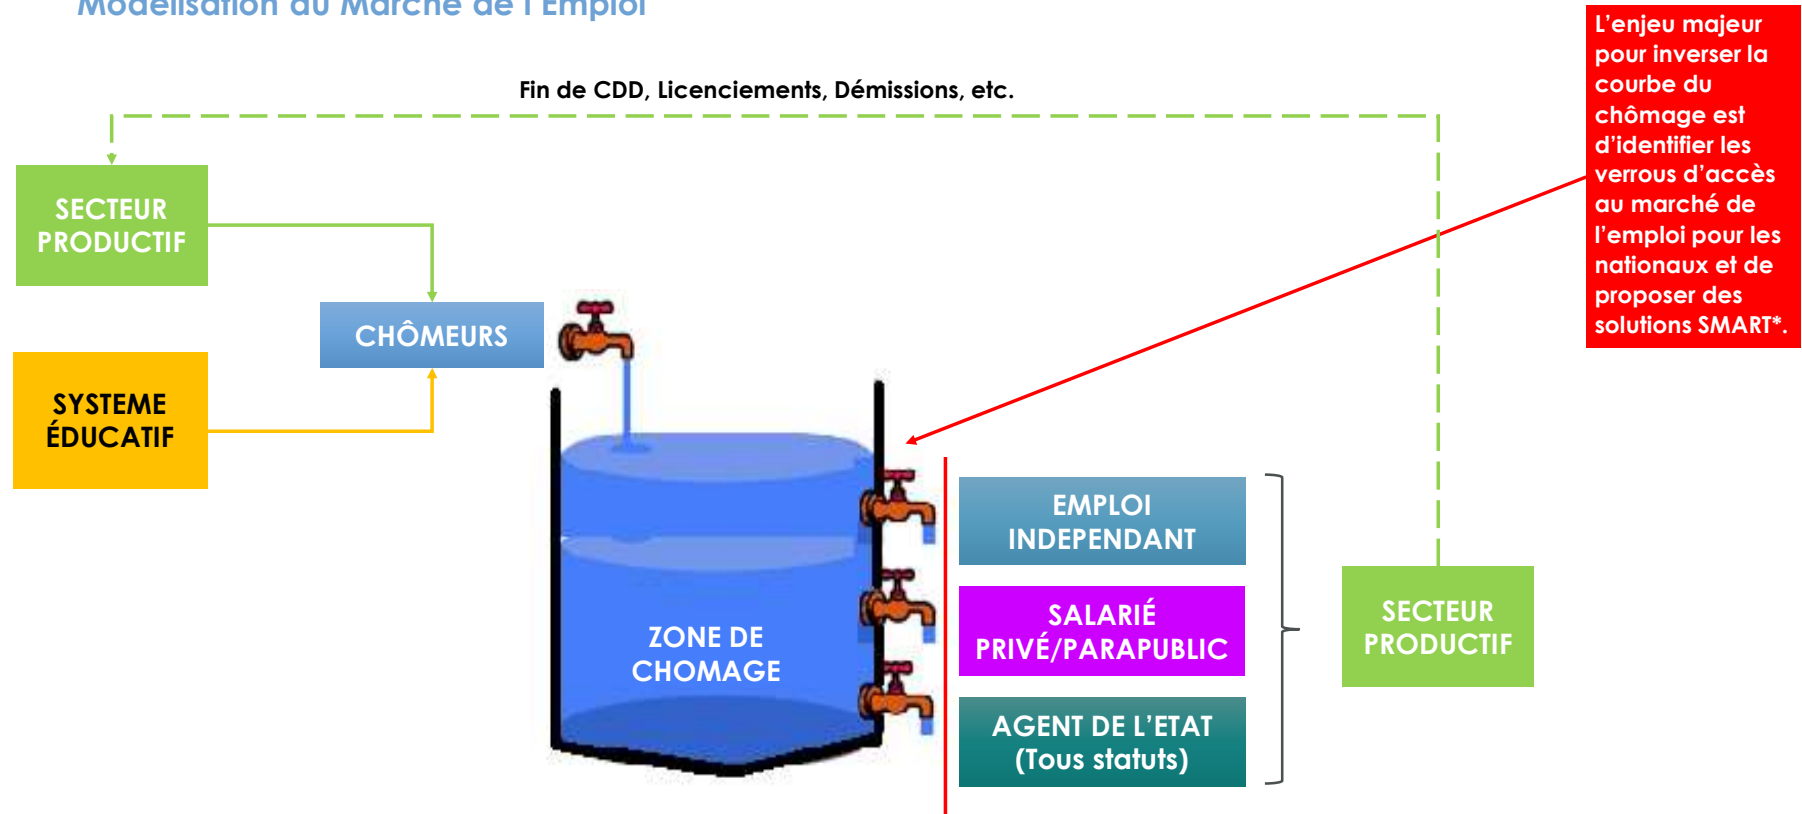 Modélisation du Marché de l'Emploi
L'enjeu majeur
pour inverser la
courbe du
chômage est
d'identifier les
verrous d'accès
au marché de
l'emploi pour les
nationaux et de
proposer des
solutions SMART*.
Fin de CDD, Licenciements, Démissions, etc.
SECTEUR
PRODUCTIF
CHÔMEURS
SYSTEME
ÉDUCATIF
ZONE DE
CHOMAGE
EMPLOI
INDEPENDANT
SALARIÉ
PRIVÉ/PARAPUBLIC
AGENT DE L'ETAT
(Tous statuts)
SECTEUR
PRODUCTIF